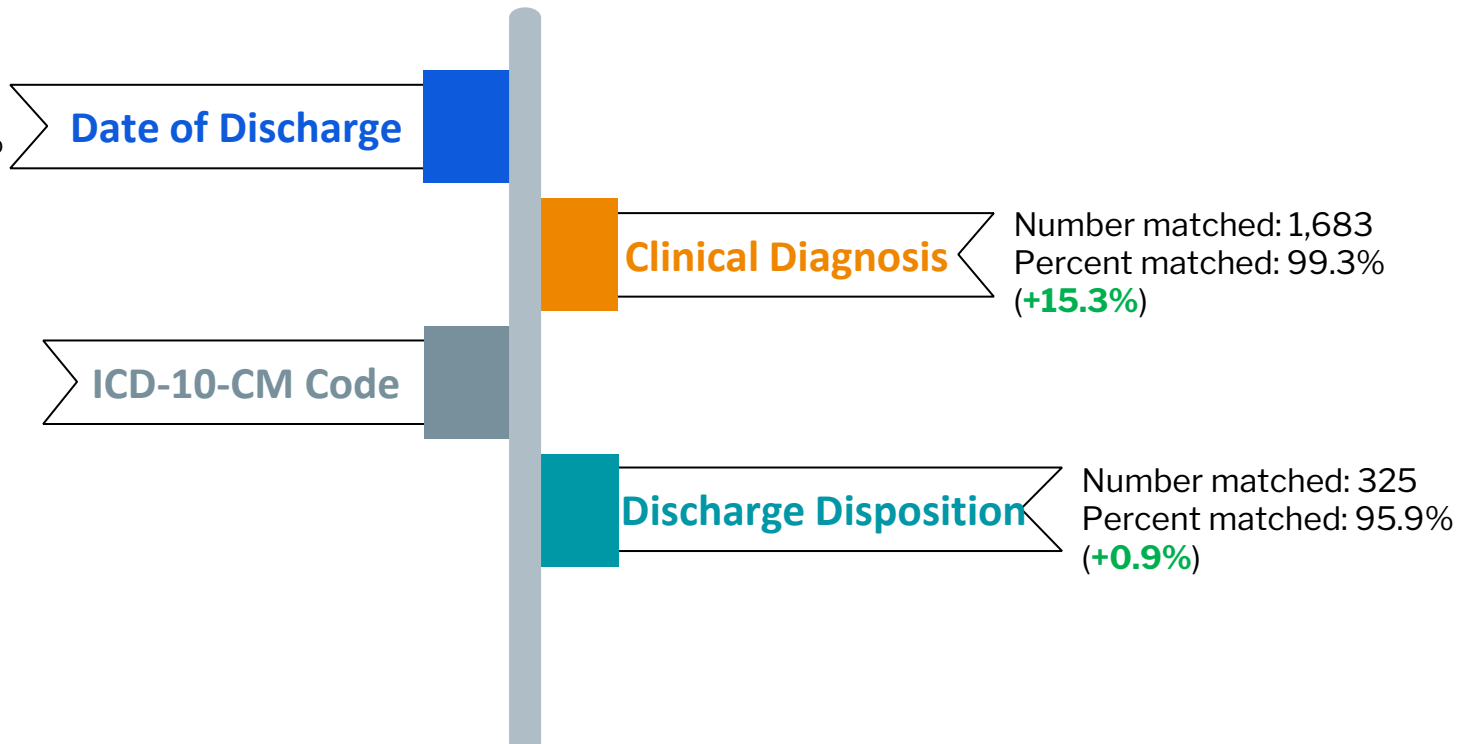 Date of Discharge
Clinical Diagnosis
Number matched: 1,683
Percent matched: 99.3%
(+15.3%)
ICD-10-CM Code
Discharge Disposition
Number matched: 325
Percent matched: 95.9%
(+0.9%)